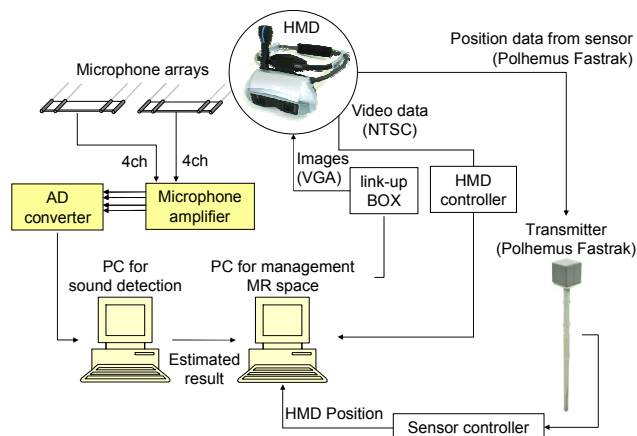 HMD
Position data from sensor
(Polhemus Fastrak)
Microphone arrays
Video data
(NTSC)
4ch
4ch
Images
(VGA)
link-up
BOX
HMD
controller
AD
converter
Microphone
amplifier
Transmitter
(Polhemus Fastrak)
PC for
sound detection
PC for management
MR space
Estimated
result
HMD Position
Sensor controller